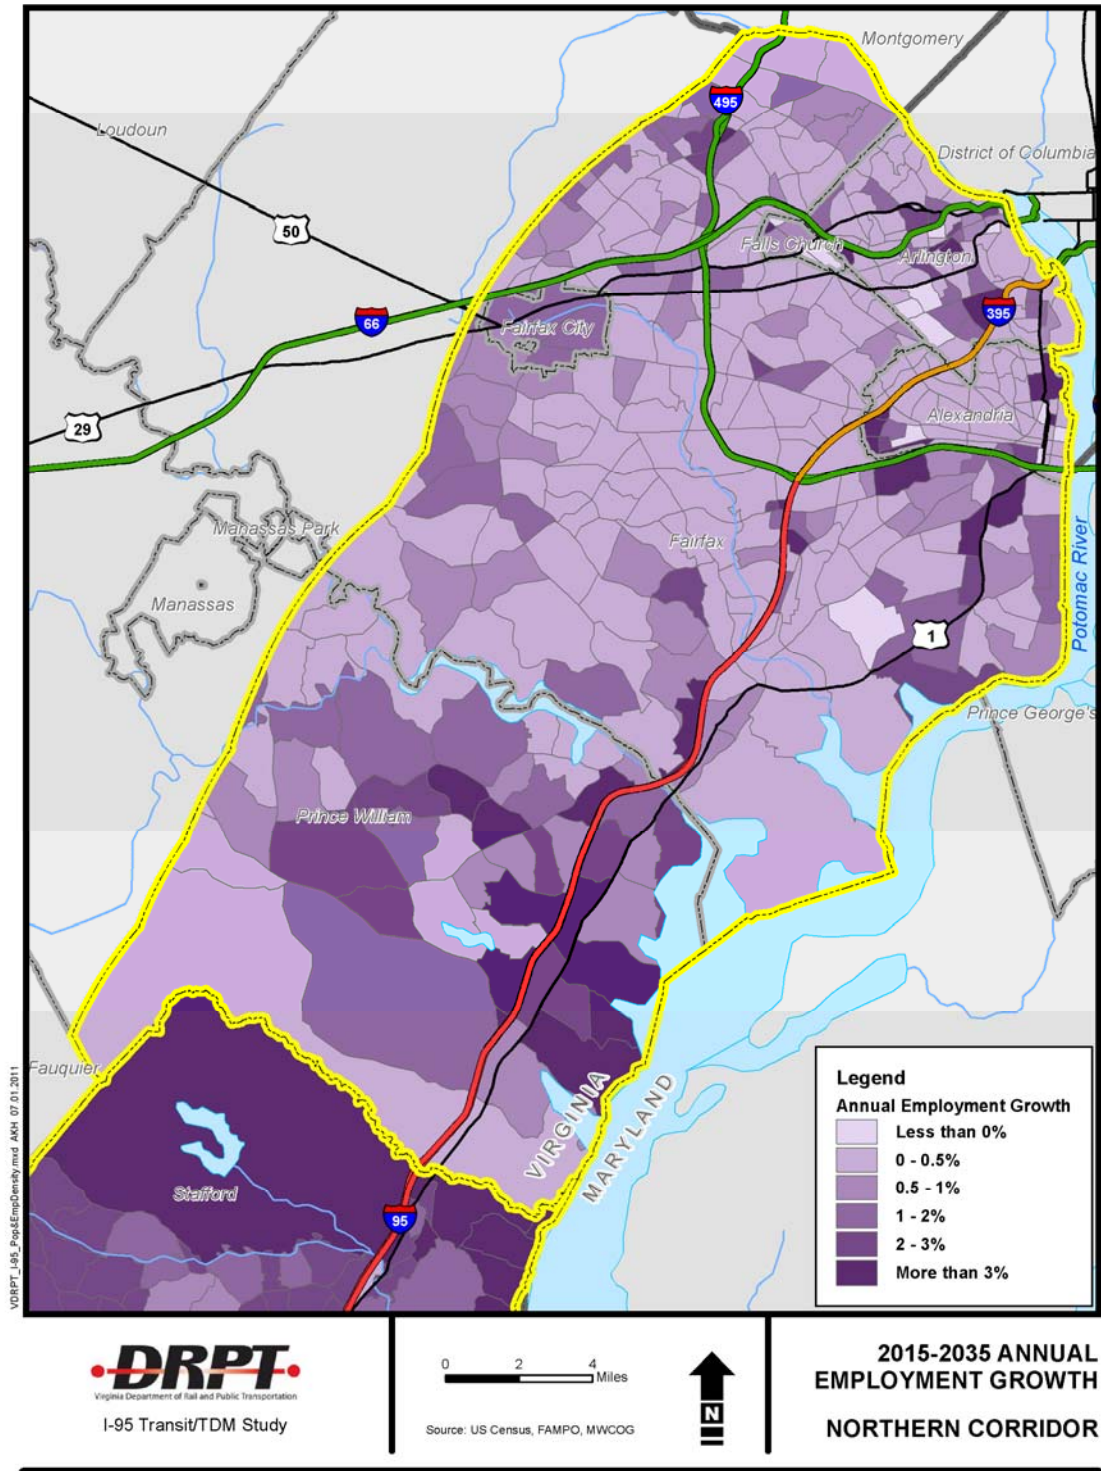 Montgomery
495
Loudoun
District of Columbia
50
Falls Church
Arlington
66
Fairfax City
395
29
Alexandria
Manassas Park
Fairfax
Manassas
Potomac River
1
Prince George's
Prince William
Fauquier
VIRGINIA
MARYLAND
Stafford
95
Legend
Annual Employment Growth
Less than 0%
0 - 0.5%
0.5 - 1%
1 - 2%
2 - 3%
More than 3%
VDRPT_I-95_Pop&EmpDensity.mxd AKH 07.01.2011
DRPT
Virginia Department of Rail and Public Transportation
I-95 Transit/TDM Study
0 2 4
Miles
Source: US Census, FAMPO, MWCOG
N
2015-2035 ANNUAL
EMPLOYMENT GROWTH
NORTHERN CORRIDOR